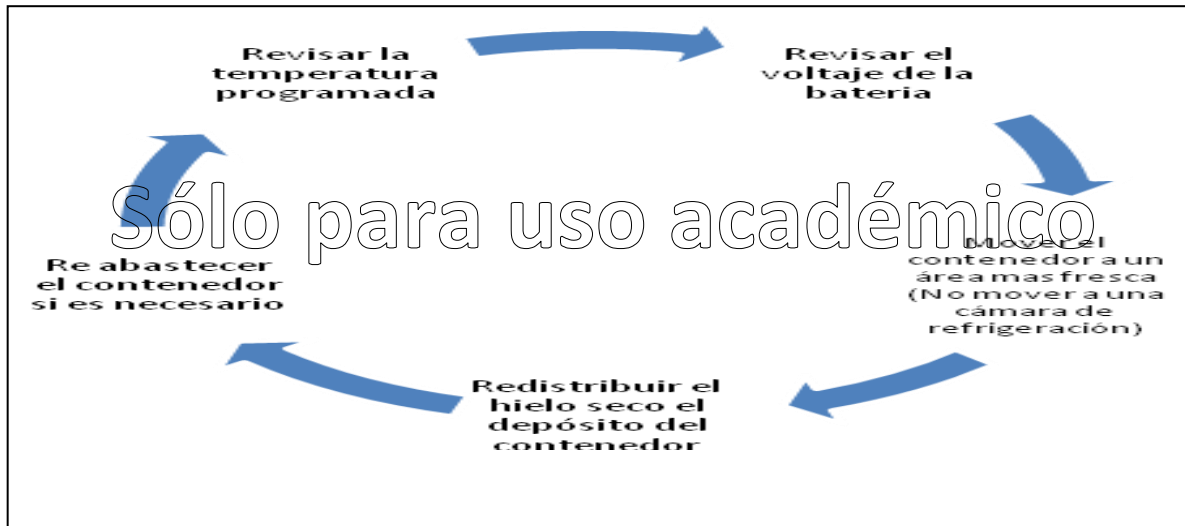 Revisar la
temperatura
programada
Revisar el
voltaje de la
bateria
Sólo para uso académico
Mover el
contenedor a un
área mas fresca
(No mover a una
cámara de
refrigeración)
Redistribuir el
hielo seco el
depósito del
contenedor
Re abastecer
el contenedor
si es necesario